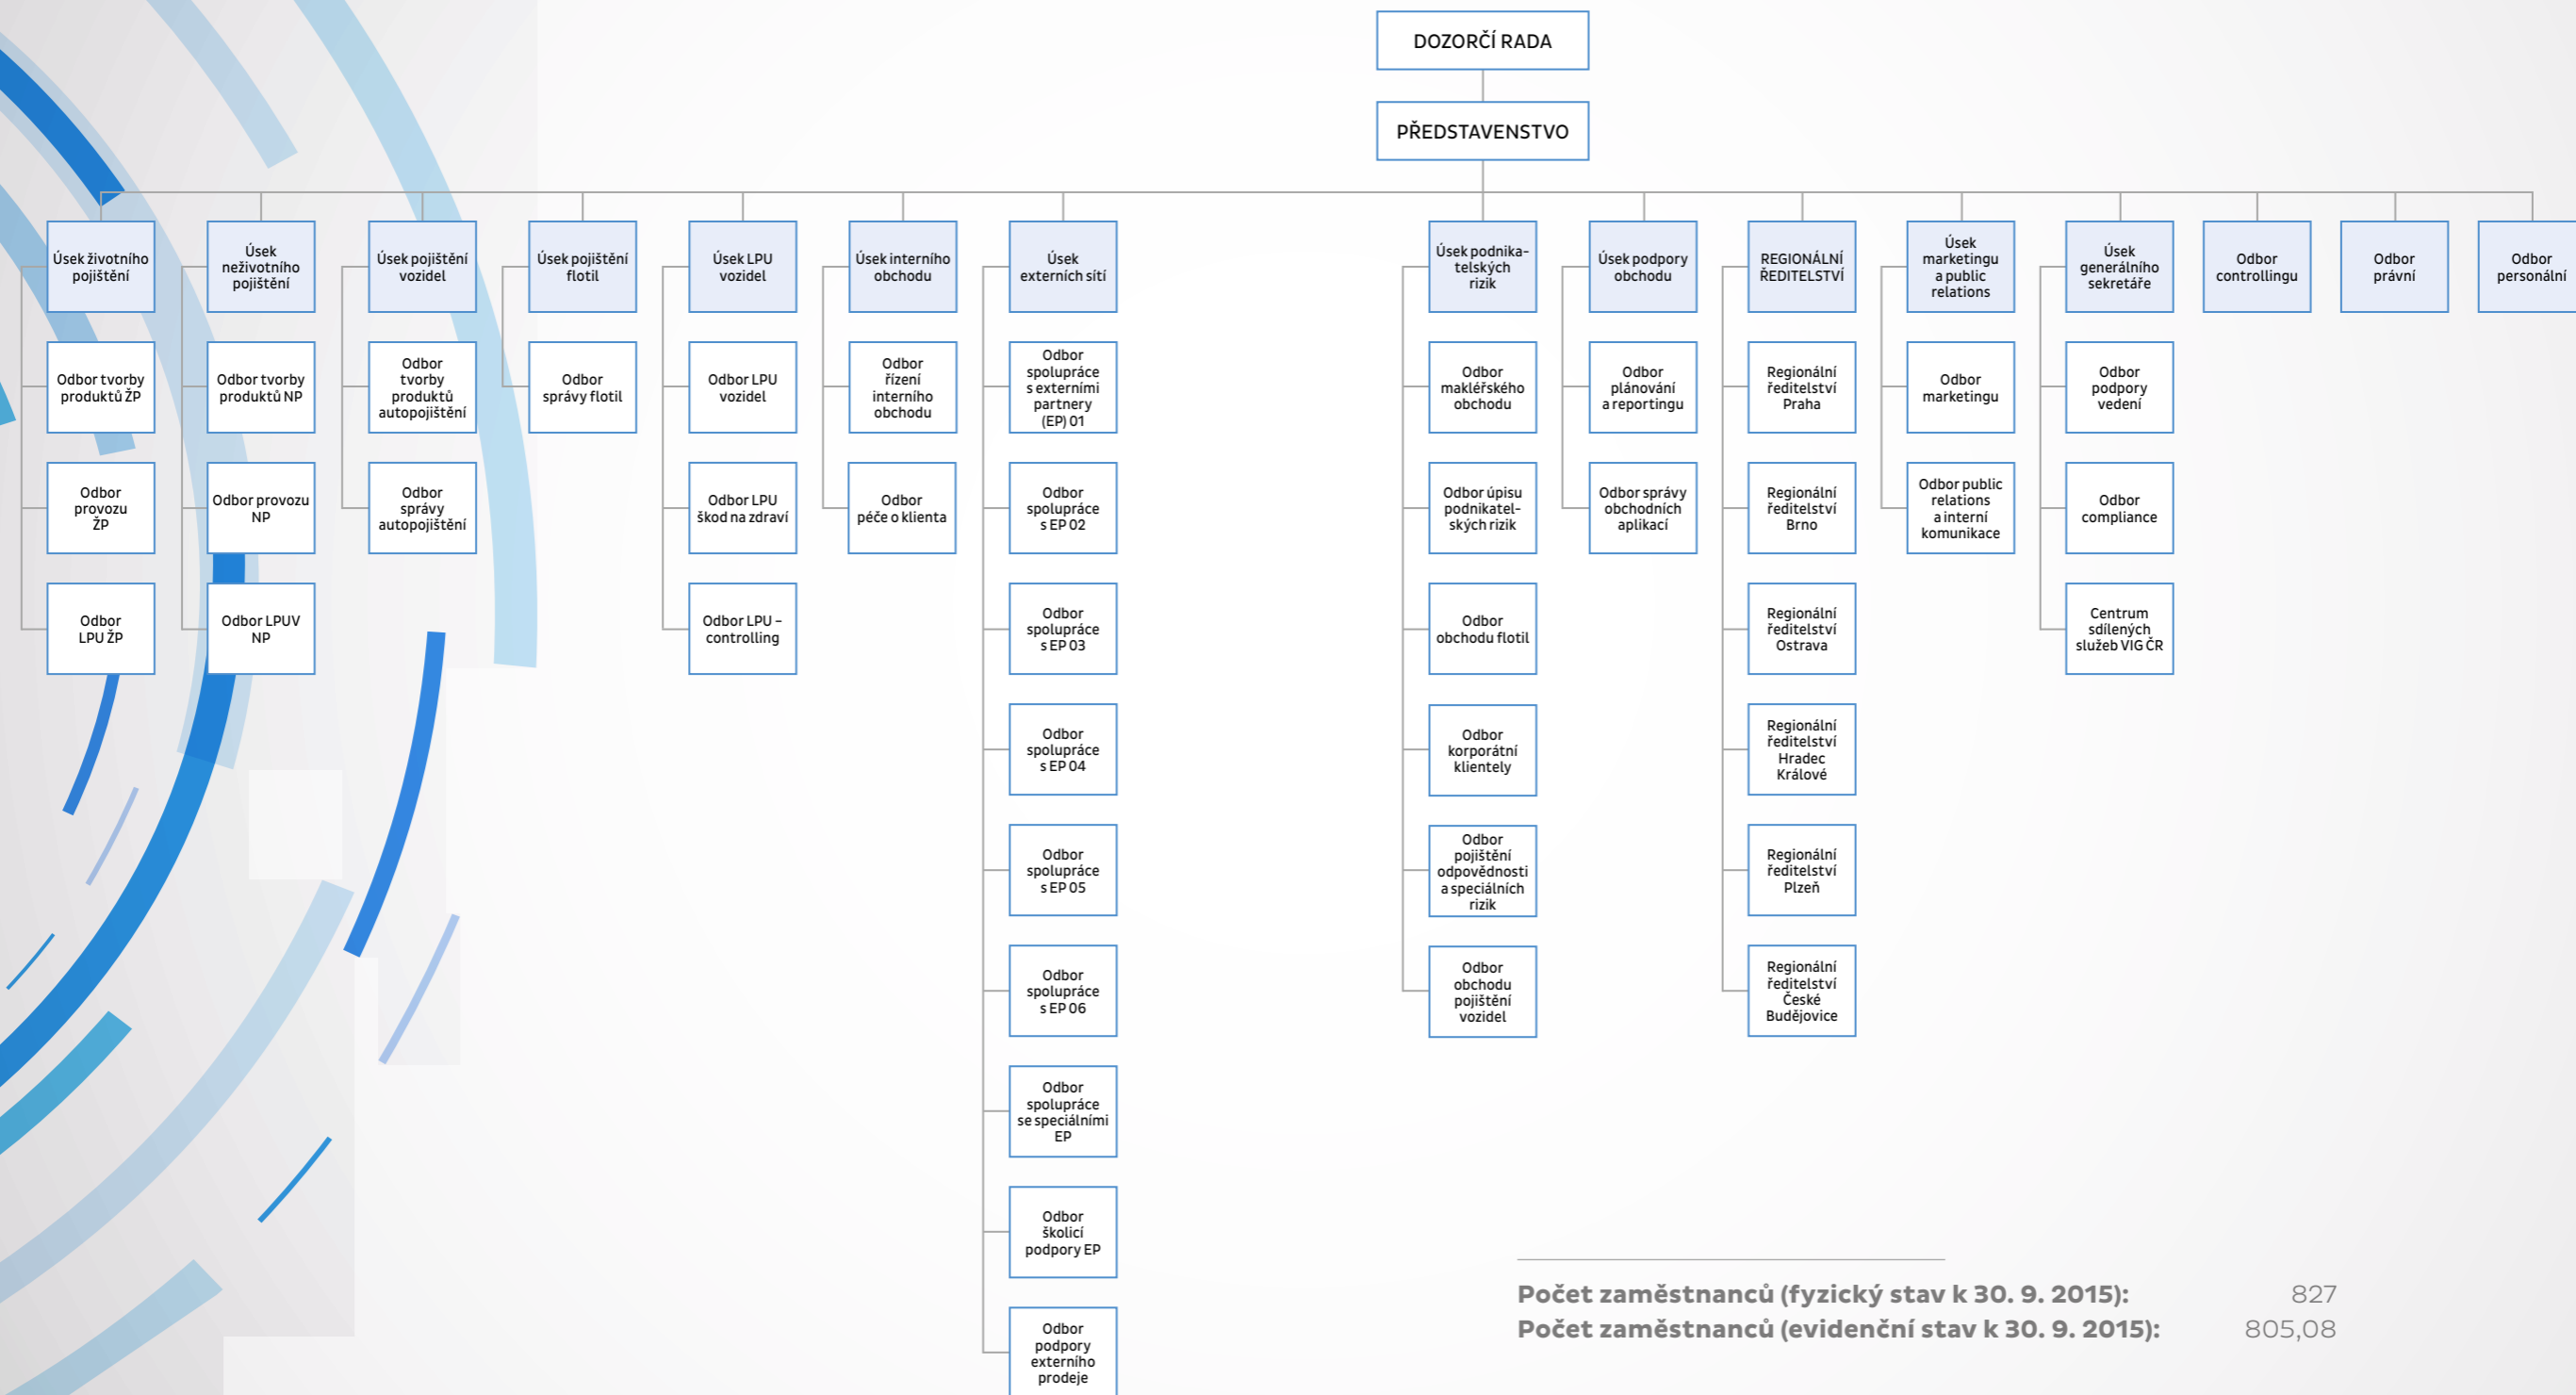 DOZORČÍ RADA
PŘEDSTAVENSTVO
Úsek životního
pojištění
Odbor tvorby
produktů ŽP
Odbor
provozu
ŽP
Odbor
LPU ŽP
Úsek
neživotního
pojištění
Odbor tvorby
produktů NP
Odbor provozu
NP
Odbor LPUV
NP
Úsek pojištění
vozidel
Odbor
tvorby
produktů
autopojištění
Odbor
správy
autopojištění
Úsek pojištění
flotil
Odbor
správy flotil
Úsek LPU
vozidel
Odbor LPU
vozidel
Odbor LPU
škod na zdraví
Odbor LPU –
controlling
Úsek interního
obchodu
Odbor
řízení
interního
obchodu
Odbor
péče o klienta
Úsek
externích sítí
Odbor
spolupráce
s externími
partnery
(EP) 01
Odbor
spolupráce
s EP 02
Odbor
spolupráce
s EP 03
Odbor
spolupráce
s EP 04
Odbor
spolupráce
s EP 05
Odbor
spolupráce
s EP 06
Odbor
spolupráce
se speciálními
EP
Odbor
školicí
podpory EP
Odbor
podpory
externího
prodeje
Úsek podnika-
telských
rizik
Odbor
makléřského
obchodu
Odbor úpisu
podnikatel-
ských rizik
Odbor
obchodu flotil
Odbor
korporátní
klientely
Odbor
pojištění
odpovědnosti
a speciálních
rizik
Odbor
obchodu
pojištění
vozidel
Úsek podpory
obchodu
Odbor
plánování
a reportingu
Odbor správy
obchodních
aplikací
REGIONÁLNÍ
ŘEDITELSTVÍ
Regionální
ředitelství
Praha
Regionální
ředitelství
Brno
Regionální
ředitelství
Ostrava
Regionální
ředitelství
Hradec
Králové
Regionální
ředitelství
Plzeň
Regionální
ředitelství
České
Budějovice
Úsek
marketingu
a public
relations
Odbor
marketingu
Odbor public
relations
a interní
komunikace
Úsek
generálního
sekretáře
Odbor
podpory
vedení
Odbor
compliance
Centrum
sdílených
služeb VIG ČR
Odbor
controllingu
Odbor
právní
Odbor
personální
Počet zaměstnanců (fyzický stav k 30. 9. 2015): 827
Počet zaměstnanců (evidenční stav k 30. 9. 2015): 805,08